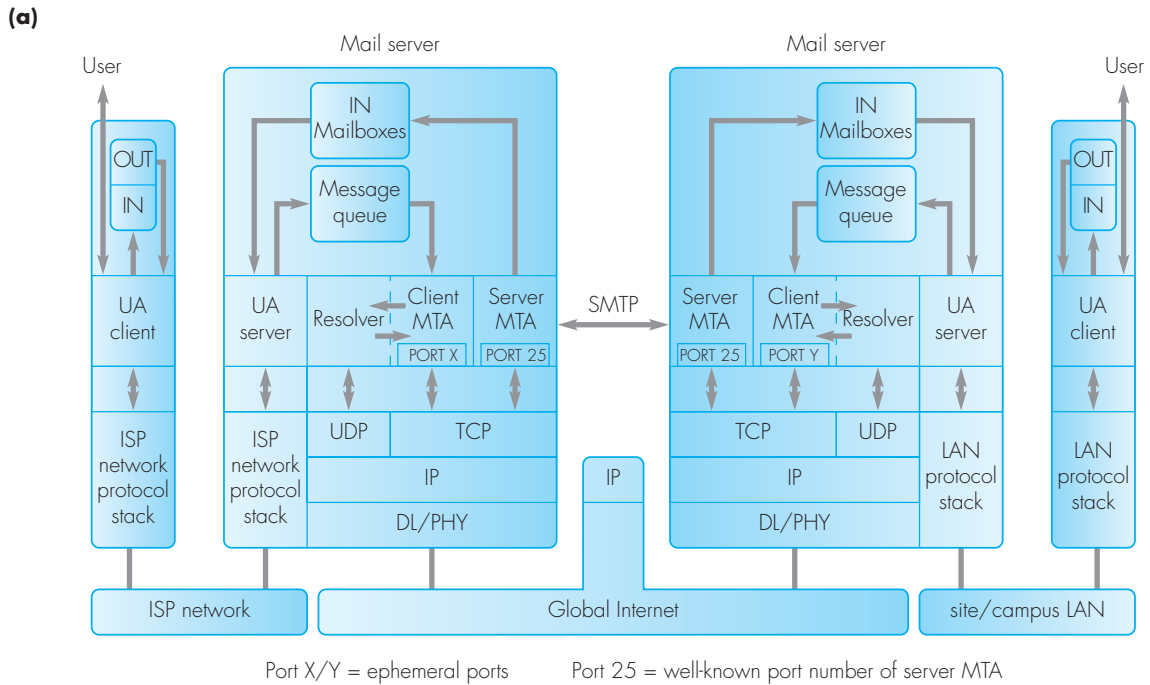 (a)
Mail server
Mail server
User
User
IN
Mailboxes
IN
Mailboxes
OUT
IN
OUT
IN
Message
queue
Message
queue
UA
client
UA
server
Resolver
Client
MTA
PORT X
Server
MTA
PORT 25
SMTP
Server
MTA
PORT 25
Client
MTA
PORT Y
Resolver
UA
server
UA
client
ISP
network
protocol
stack
ISP
network
protocol
stack
UDP
TCP
IP
DL/PHY
IP
TCP
UDP
IP
DL/PHY
LAN
protocol
stack
LAN
protocol
stack
ISP network
Global Internet
site/campus LAN
Port X/Y = ephemeral ports
Port 25 = well-known port number of server MTA